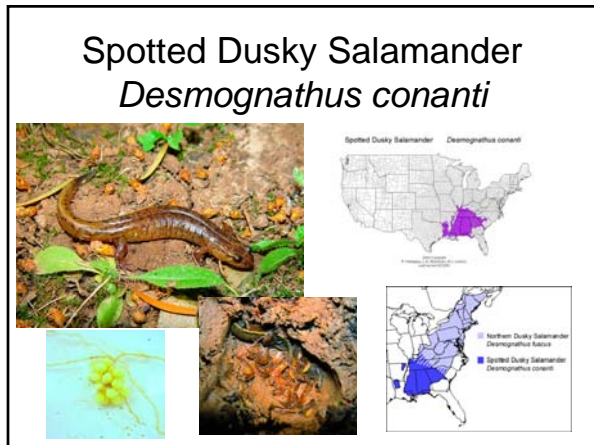 Spotted Dusky Salamander
Desmognathus conanti
Spotted Dusky Salamander Desmognathus conanti
Northern Dusky Salamander
Desmognathus fuscus
Spotted Dusky Salamander
Desmognathus conanti